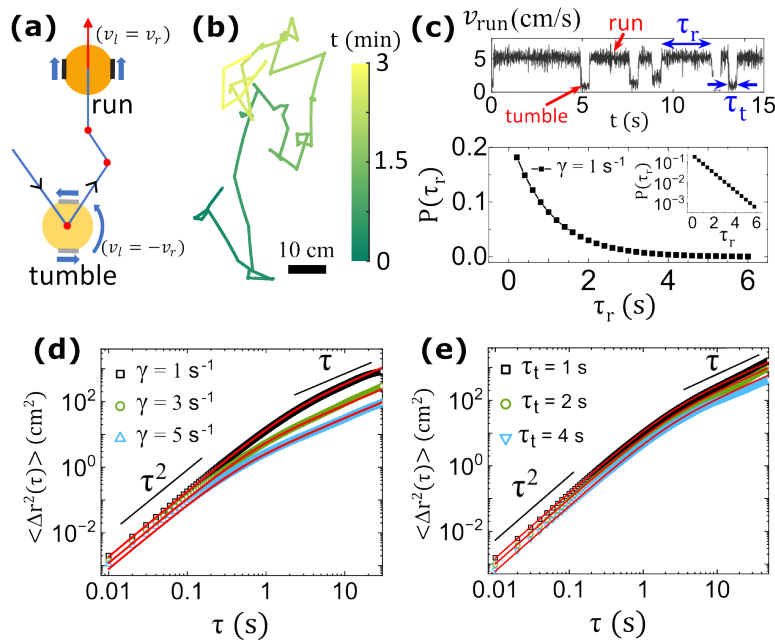 (a)
(vₗ = vᵣ)
run
(vₗ = −vᵣ)
tumble
(b)
t (min)
3
1.5
0
10 cm
(c)
v_run(cm/s)
run
τ_r
5
0
0 5 10 15
tumble
t (s)
τ_t
0.2
0.1
0.0
P(τ_r)
γ = 1 s⁻¹
10⁻¹
10⁻²
10⁻³
P(τ_r)
0 2 4 6
τ_r
0 2 4 6
τ_r (s)
(d)
γ = 1 s⁻¹
γ = 3 s⁻¹
γ = 5 s⁻¹
τ
τ²
<Δr²(τ)> (cm²)
10²
10⁰
10⁻²
0.01 0.1 1 10
τ (s)
(e)
τ_t = 1 s
τ_t = 2 s
τ_t = 4 s
τ
τ²
<Δr²(τ)> (cm²)
10²
10⁰
10⁻²
0.01 0.1 1 10
τ (s)